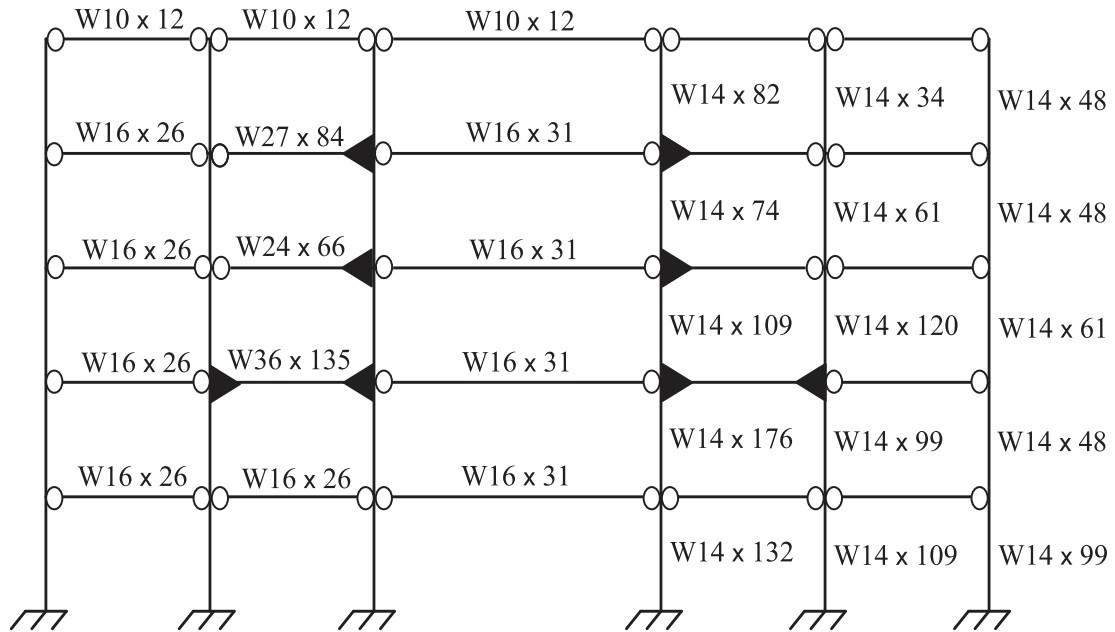 W10 x 12 W10 x 12 W10 x 12
W14 x 82 W14 x 34 W14 x 48
W16 x 26 W27 x 84 W16 x 31
W14 x 74 W14 x 61 W14 x 48
W16 x 26 W24 x 66 W16 x 31
W14 x 109 W14 x 120 W14 x 61
W16 x 26 W36 x 135 W16 x 31
W14 x 176 W14 x 99 W14 x 48
W16 x 26 W16 x 26 W16 x 31
W14 x 132 W14 x 109 W14 x 99